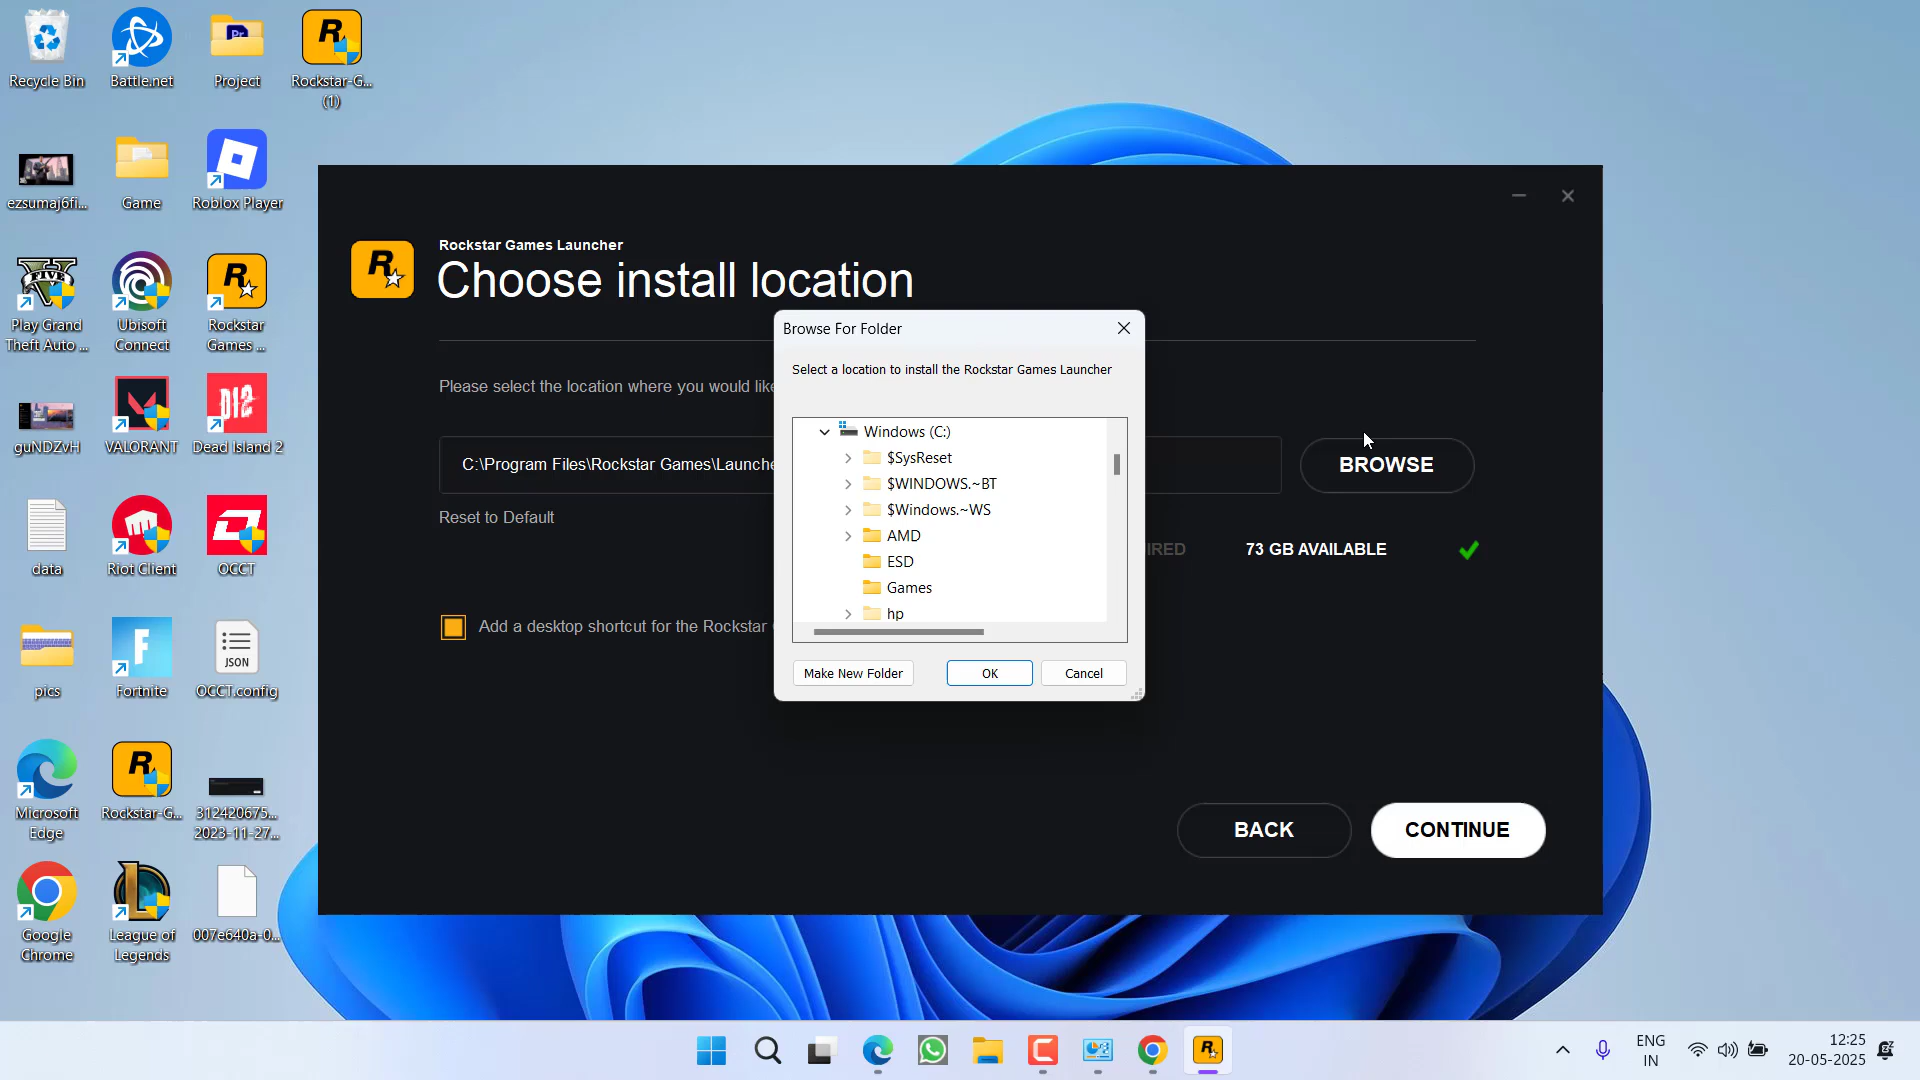 Recycle Bin
Battle.net
Project
Rockstar-G...
(1)
ezsumaj6fi...
Game
Roblox Player
Play Grand
Theft Auto ...
Ubisoft
Connect
Rockstar
Games ...
guNDZvH
VALORANT
Dead Island 2
data
Riot Client
OCCT
pics
Fortnite
JSON
OCCT.config
Microsoft
Edge
Rockstar-G...
312420675...
2023-11-27...
Google
Chrome
League of
Legends
007e640a-0...
Rockstar Games Launcher
Choose install location
Please select the location where you would like
C:\Program Files\Rockstar Games\Launche
BROWSE
Reset to Default
IRED
73 GB AVAILABLE
Add a desktop shortcut for the Rockstar
BACK
CONTINUE
Browse For Folder
Select a location to install the Rockstar Games Launcher
Windows (C:)
$SysReset
$WINDOWS.~BT
$Windows.~WS
AMD
ESD
Games
hp
Make New Folder
OK
Cancel
ENG
IN
12:25
20-05-2025